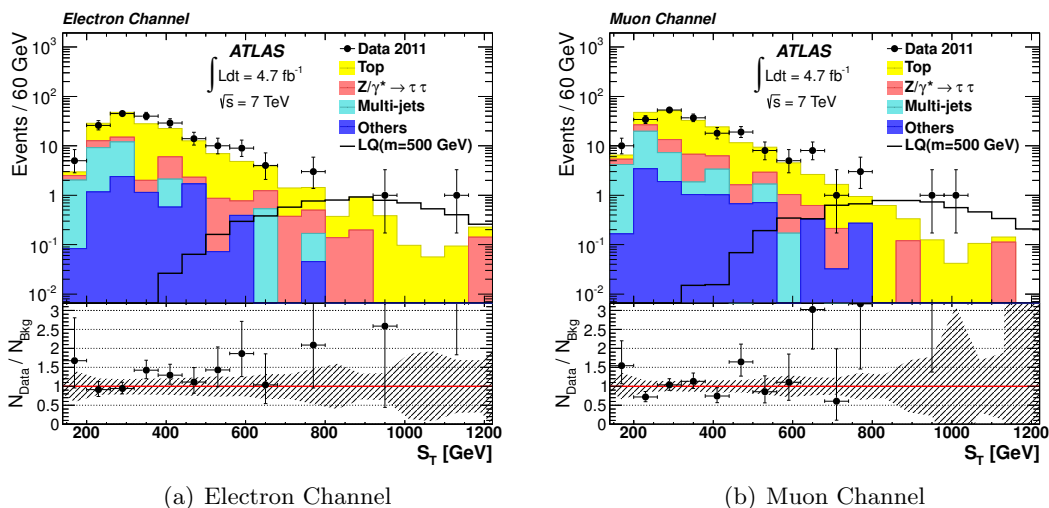 Electron Channel
Events / 60 GeV
10³
10²
10
1
10⁻¹
10⁻²
ATLAS
∫ Ldt = 4.7 fb⁻¹
√s = 7 TeV
Data 2011
Top
Z/γ* → τ τ
Multi-jets
Others
LQ(m=500 GeV)
N_Data / N_Bkg
3
2.5
2
1.5
1
0.5
0
200 400 600 800 1000 1200
S_T [GeV]
(a) Electron Channel
Muon Channel
Events / 60 GeV
10³
10²
10
1
10⁻¹
10⁻²
ATLAS
∫ Ldt = 4.7 fb⁻¹
√s = 7 TeV
Data 2011
Top
Z/γ* → τ τ
Multi-jets
Others
LQ(m=500 GeV)
N_Data / N_Bkg
3
2.5
2
1.5
1
0.5
0
200 400 600 800 1000 1200
S_T [GeV]
(b) Muon Channel